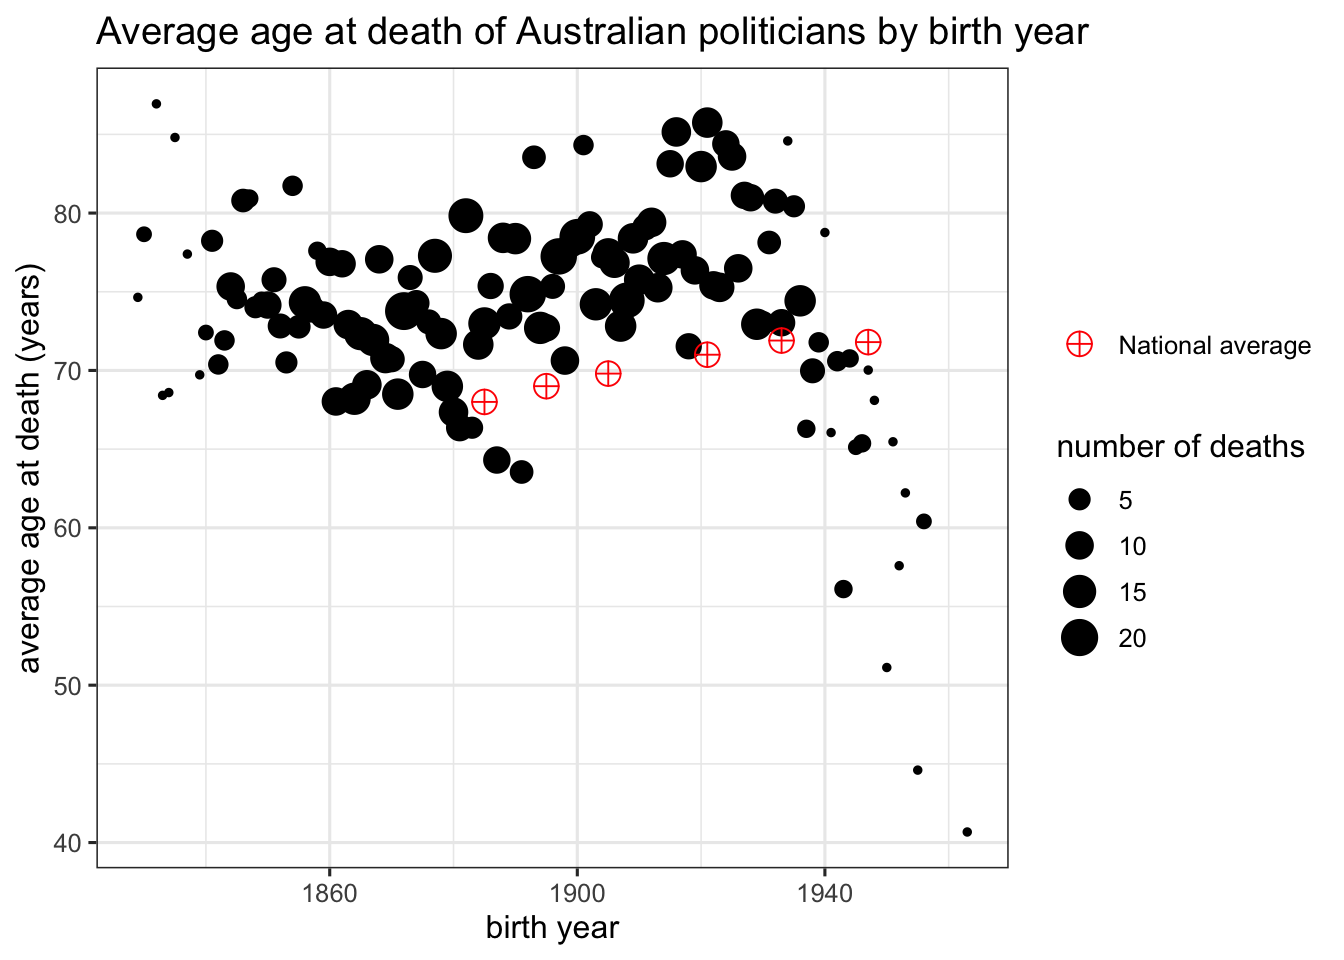 Average age at death of Australian politicians by birth year
average age at death (years)
80
70
60
50
40
1860
1900
1940
birth year
National average
number of deaths
5
10
15
20